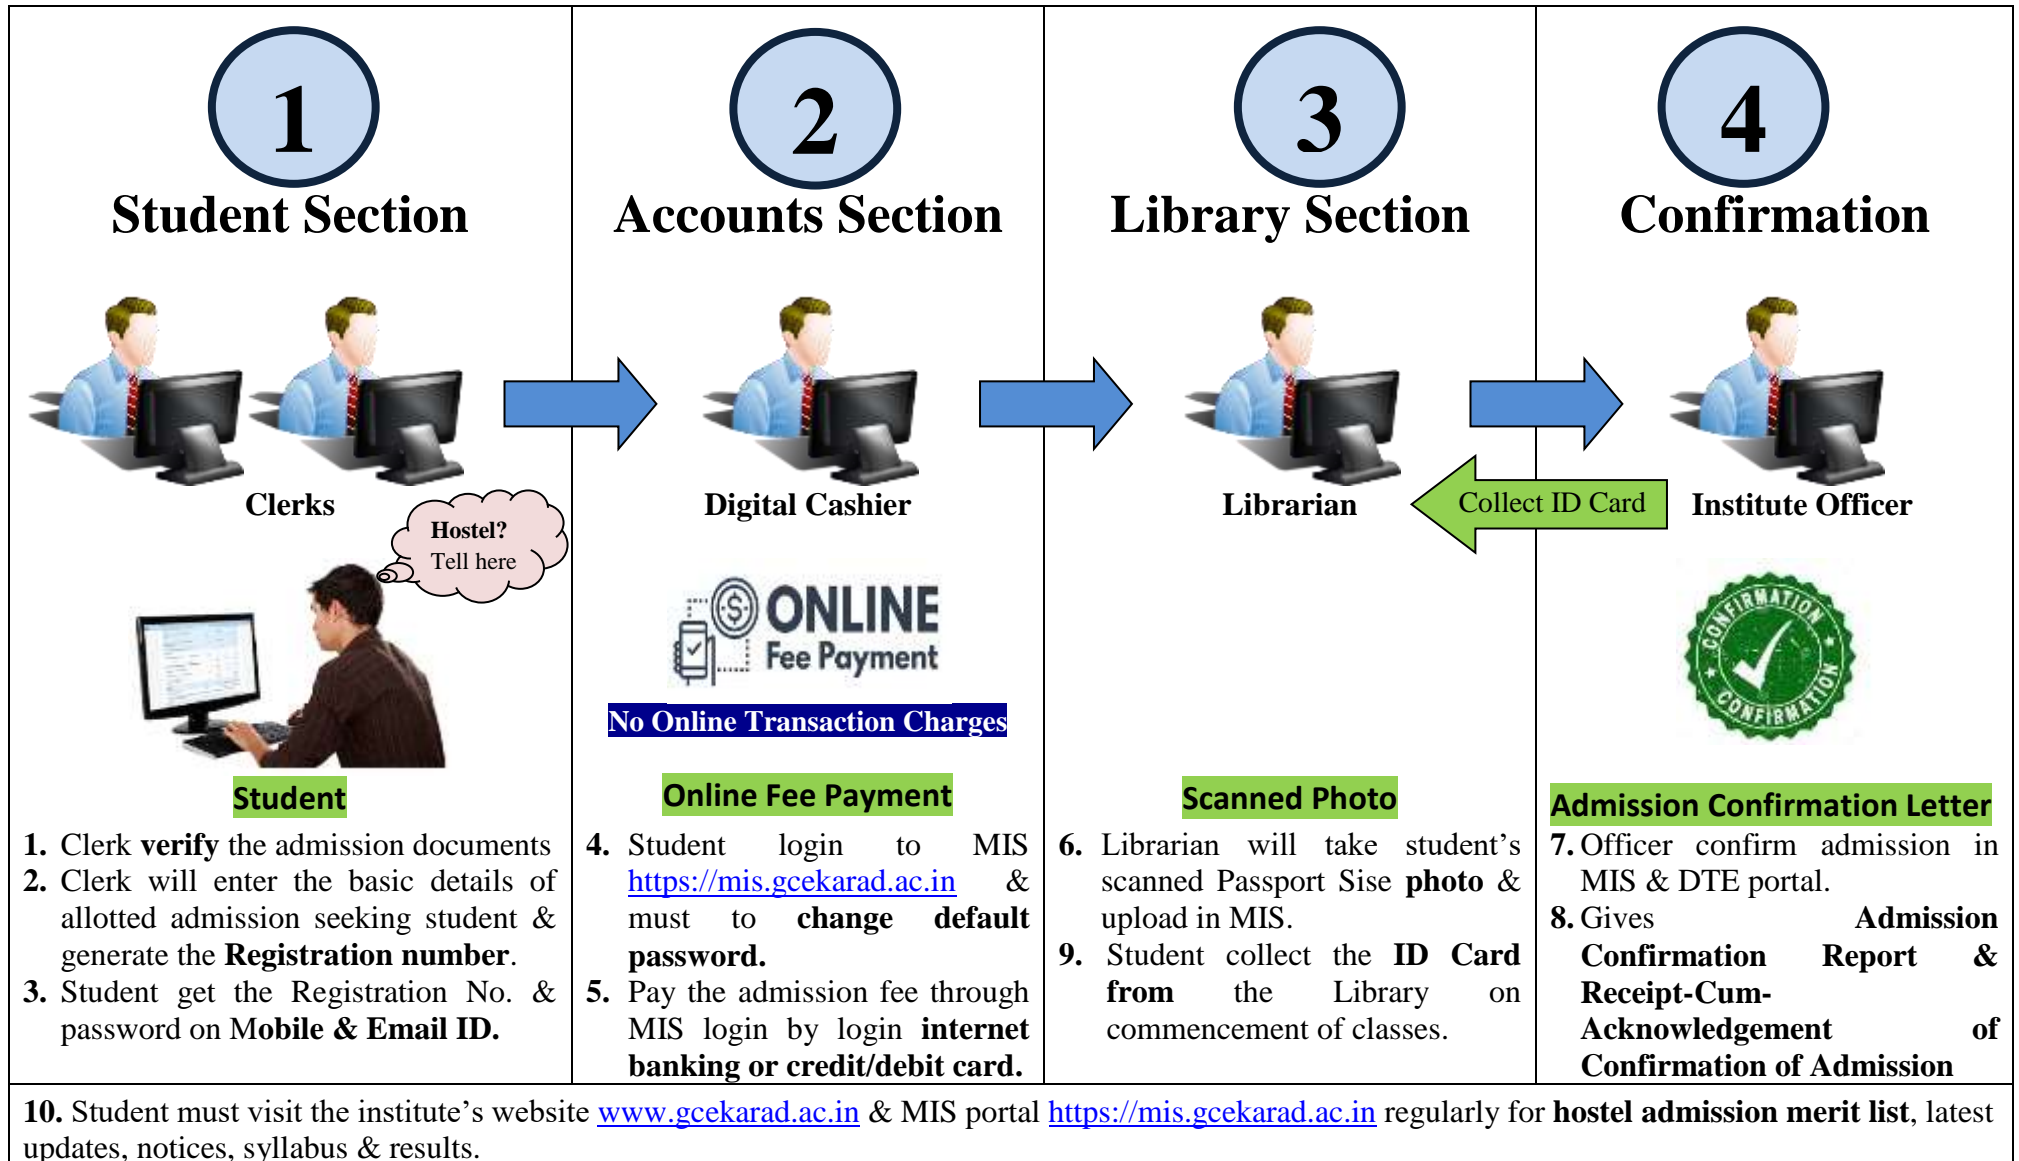 1
Student Section
Clerks
Hostel?
Tell here
Student
1. Clerk verify the admission documents
2. Clerk will enter the basic details of
allotted admission seeking student &
generate the Registration number.
3. Student get the Registration No. &
password on Mobile & Email ID.
2
Accounts Section
Digital Cashier
ONLINE
Fee Payment
No Online Transaction Charges
Online Fee Payment
4. Student login to MIS
https://mis.gcekarad.ac.in &
must to change default
password.
5. Pay the admission fee through
MIS login by login internet
banking or credit/debit card.
3
Library Section
Librarian
Collect ID Card
Scanned Photo
6. Librarian will take student's
scanned Passport Sise photo &
upload in MIS.
9. Student collect the ID Card
from the Library on
commencement of classes.
4
Confirmation
Institute Officer
CONFIRMATION
CONFIRMATION
Admission Confirmation Letter
7. Officer confirm admission in
MIS & DTE portal.
8. Gives Admission
Confirmation Report &
Receipt-Cum-
Acknowledgement of
Confirmation of Admission
10. Student must visit the institute's website www.gcekarad.ac.in & MIS portal https://mis.gcekarad.ac.in regularly for hostel admission merit list, latest
updates, notices, syllabus & results.